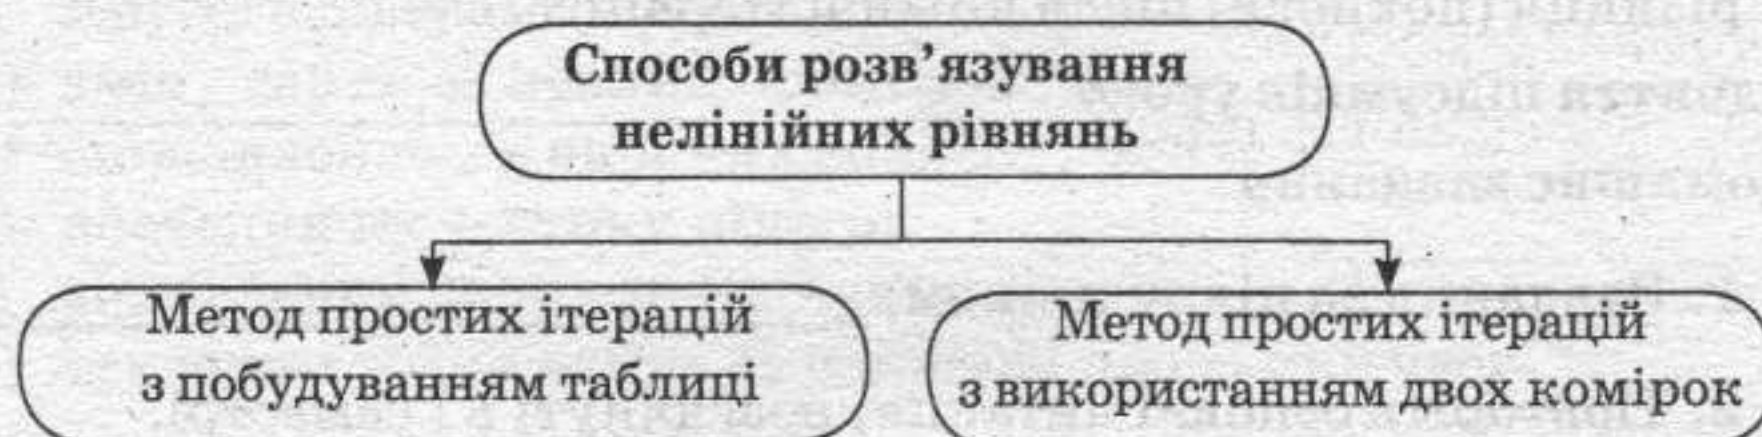 Способи розв’язування
нелінійних рівнянь
Метод простих ітерацій
з побудуванням таблиці
Метод простих ітерацій
з використанням двох комірок